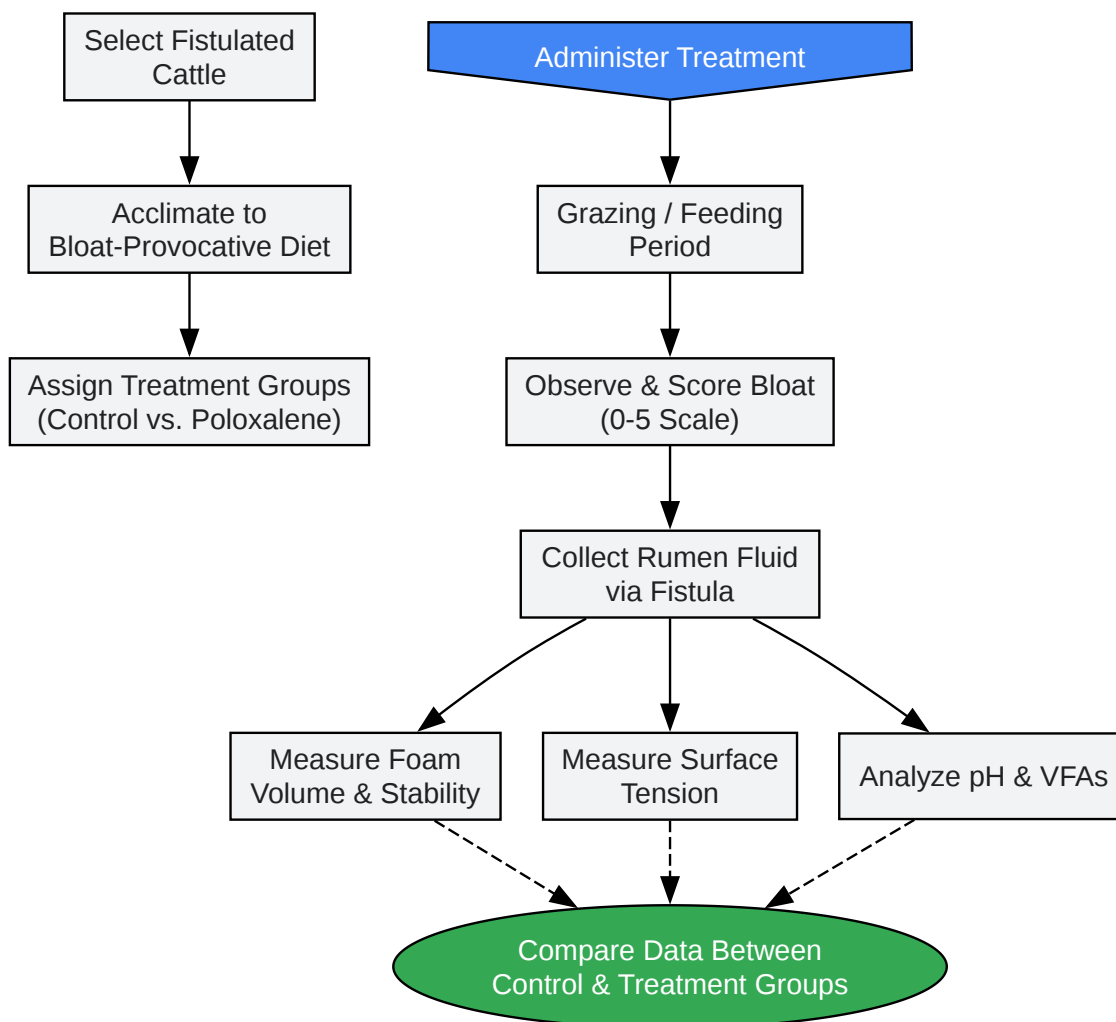 Select Fistulated
Cattle
Acclimate to
Bloat-Provocative Diet
Assign Treatment Groups
(Control vs. Poloxalene)
Administer Treatment
Grazing / Feeding
Period
Observe & Score Bloat
(0-5 Scale)
Collect Rumen Fluid
via Fistula
Measure Foam
Volume & Stability
Measure Surface
Tension
Analyze pH & VFAs
Compare Data Between
Control & Treatment Groups